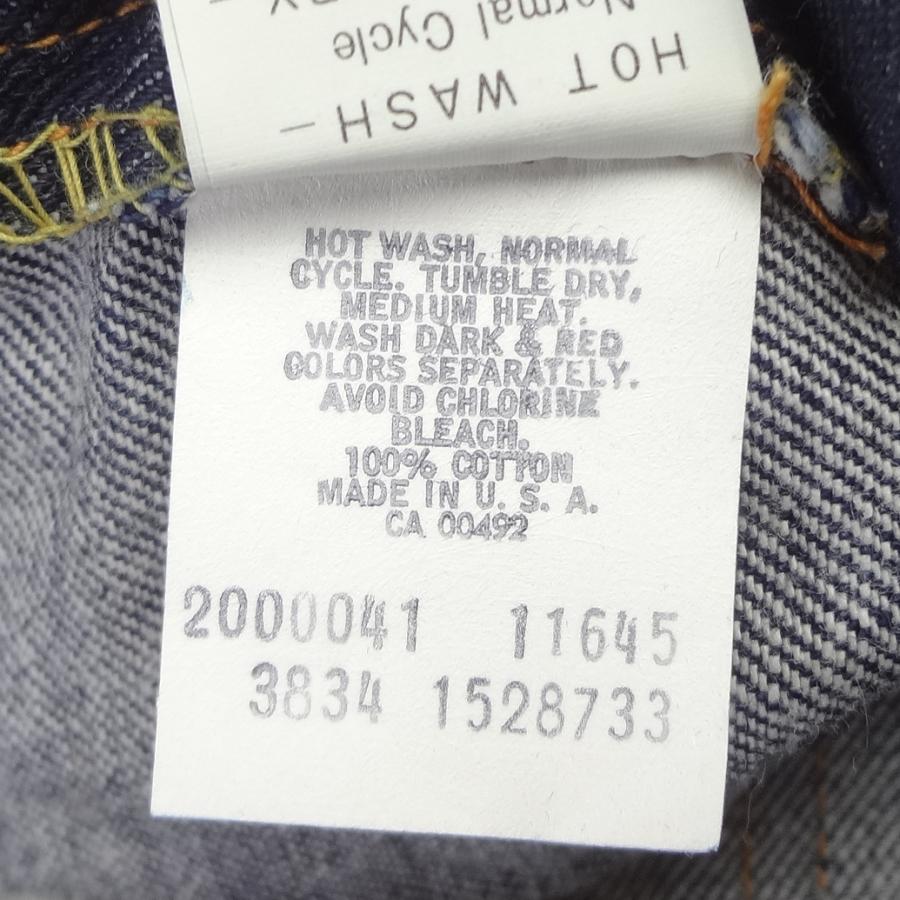 HOT WASH—
Normal Cycle
HOT WASH, NORMAL
CYCLE. TUMBLE DRY,
MEDIUM HEAT.
WASH DARK & RED
COLORS SEPARATELY.
AVOID CHLORINE
BLEACH.
100% COTTON
MADE IN U. S. A.
CA 00492
2000041 11645
3834 1528733